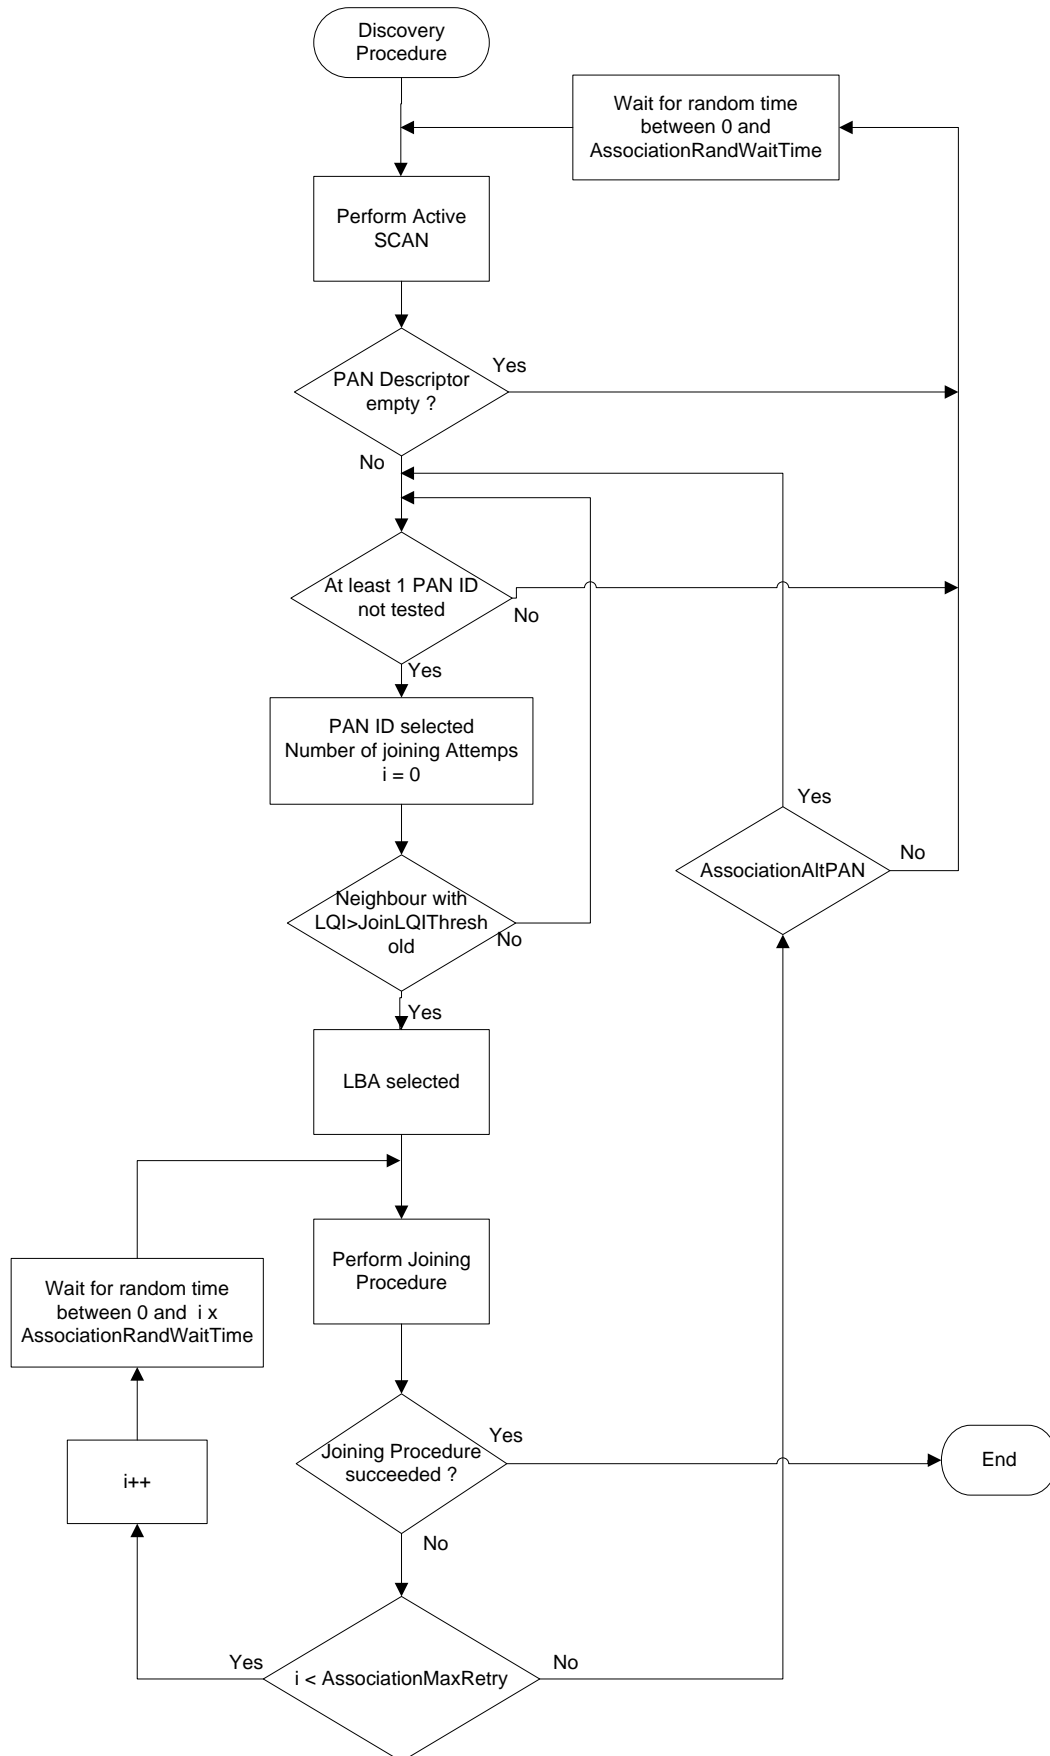 Discovery
Procedure
Wait for random time
between 0 and
AssociationRandWaitTime
Perform Active
SCAN
PAN Descriptor
empty ?
Yes
No
At least 1 PAN ID
not tested
No
Yes
PAN ID selected
Number of joining Attemps
i = 0
Neighbour with
LQI>JoinLQIThresh
old
No
Yes
AssociationAltPAN
Yes
No
LBA selected
Perform Joining
Procedure
Wait for random time
between 0 and i x
AssociationRandWaitTime
i++
Joining Procedure
succeeded ?
Yes
No
End
i < AssociationMaxRetry
Yes
No